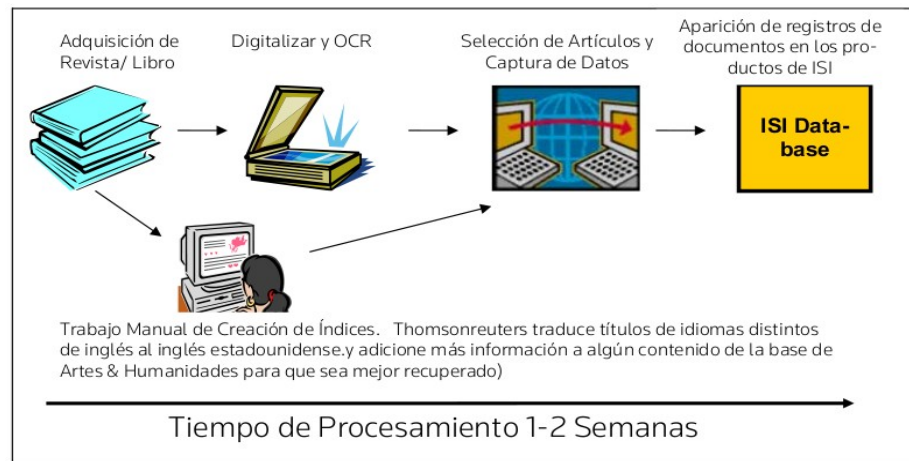 Adquisición de
Revista/ Libro
Digitalizar y OCR
Selección de Artículos y
Captura de Datos
Aparición de registros de
documentos en los pro-
ductos de ISI
ISI Data-
base
Trabajo Manual de Creación de Índices. Thomsonreuters traduce títulos de idiomas distintos
de inglés al inglés estadounidense.y adicione más información a algún contenido de la base de
Artes & Humanidades para que sea mejor recuperado)
Tiempo de Procesamiento 1-2 Semanas